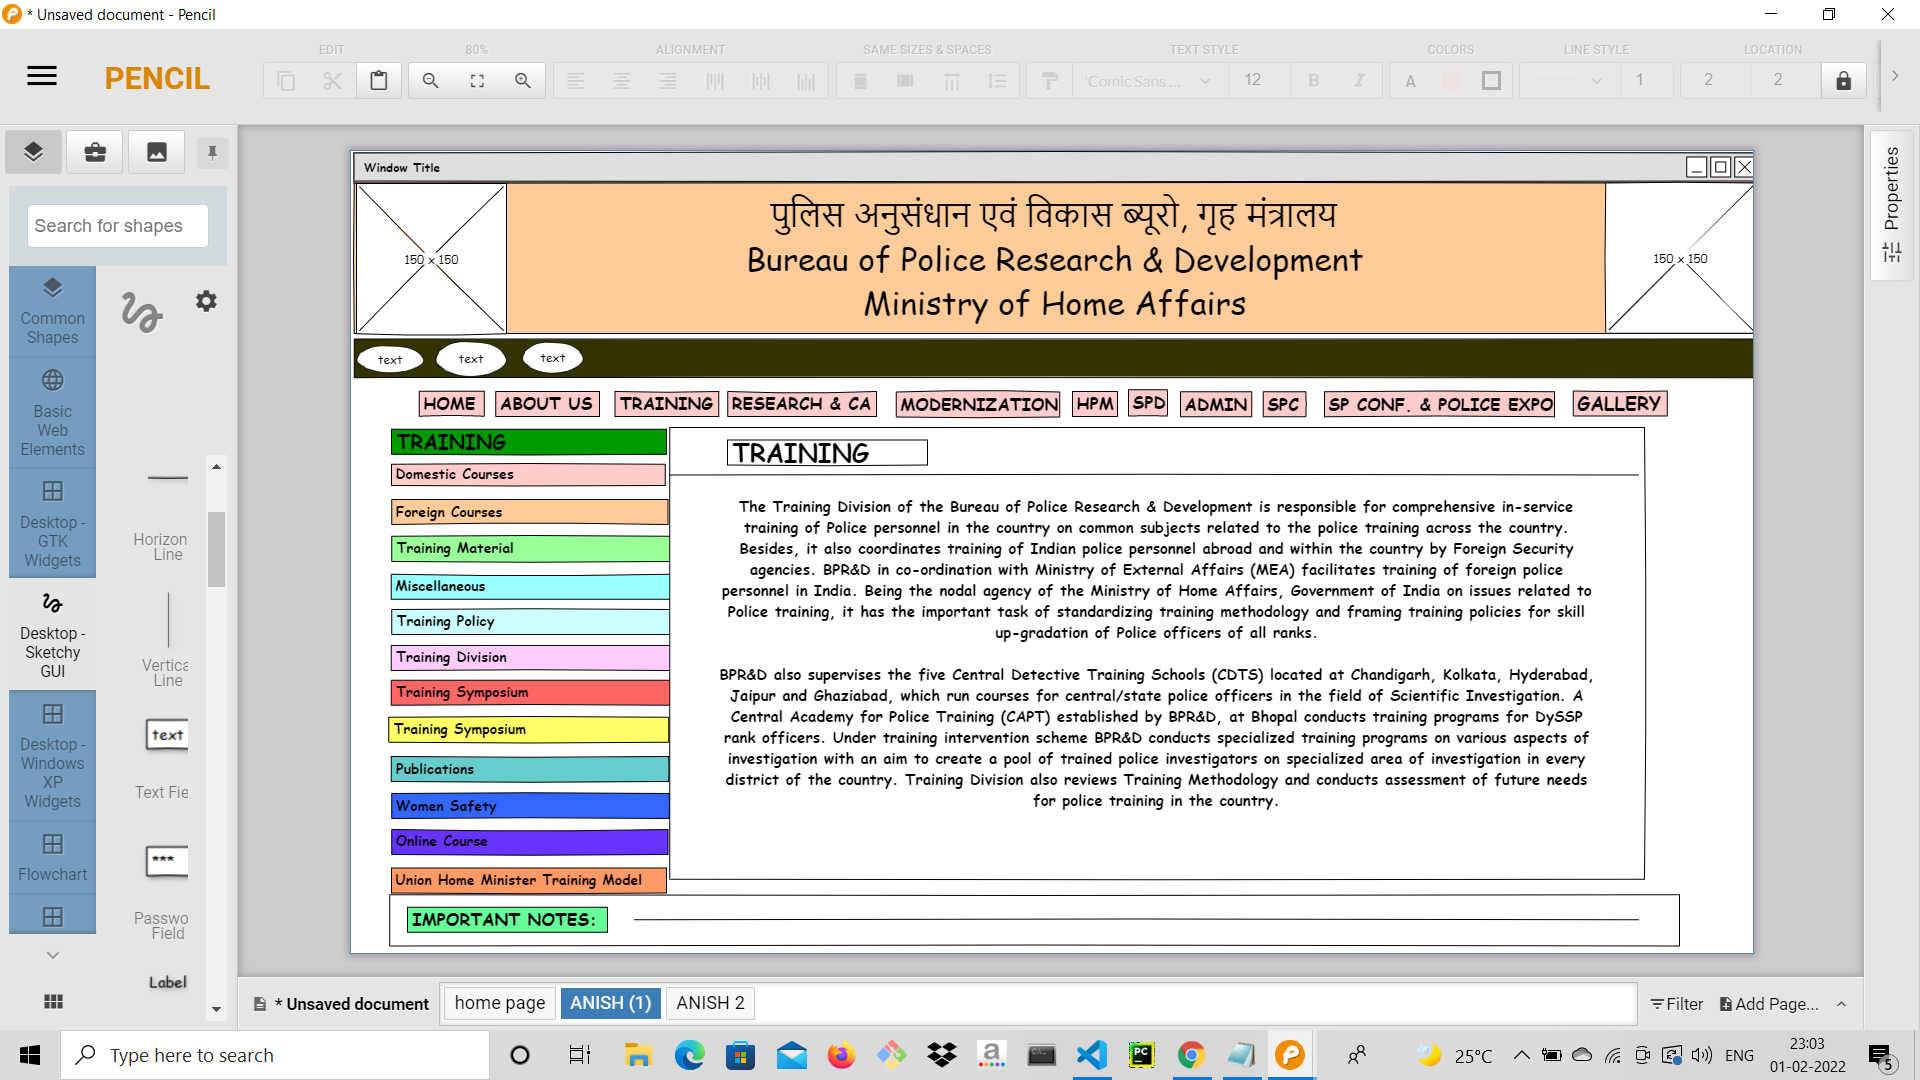 * Unsaved document - Pencil
EDIT 80% ALIGNMENT SAME SIZES & SPACES TEXT STYLE COLORS LINE STYLE LOCATION
PENCIL 'Comic Sans ... 12 B I A 1 2 2
Search for shapes
Common Shapes
Basic Web Elements
Desktop - GTK Widgets
Desktop - Sketchy GUI
Desktop - Windows XP Widgets
Flowchart
Horizon Line
Vertica Line
text
Text Fie
***
Passwo Field
Label
Properties
Window Title
150 x 150
पुलिस अनुसंधान एवं विकास ब्यूरो, गृह मंत्रालय
Bureau of Police Research & Development
Ministry of Home Affairs
150 x 150
text text text
HOME ABOUT US TRAINING RESEARCH & CA MODERNIZATION HPM SPD ADMIN SPC SP CONF. & POLICE EXPO GALLERY
TRAINING
Domestic Courses
Foreign Courses
Training Material
Miscellaneous
Training Policy
Training Division
Training Symposium
Training Symposium
Publications
Women Safety
Online Course
Union Home Minister Training Model
TRAINING
The Training Division of the Bureau of Police Research & Development is responsible for comprehensive in-service
training of Police personnel in the country on common subjects related to the police training across the country.
Besides, it also coordinates training of Indian police personnel abroad and within the country by Foreign Security
agencies. BPR&D in co-ordination with Ministry of External Affairs (MEA) facilitates training of foreign police
personnel in India. Being the nodal agency of the Ministry of Home Affairs, Government of India on issues related to
Police training, it has the important task of standardizing training methodology and framing training policies for skill
up-gradation of Police officers of all ranks.
BPR&D also supervises the five Central Detective Training Schools (CDTS) located at Chandigarh, Kolkata, Hyderabad,
Jaipur and Ghaziabad, which run courses for central/state police officers in the field of Scientific Investigation. A
Central Academy for Police Training (CAPT) established by BPR&D, at Bhopal conducts training programs for DySSP
rank officers. Under training intervention scheme BPR&D conducts specialized training programs on various aspects of
investigation with an aim to create a pool of trained police investigators on specialized area of investigation in every
district of the country. Training Division also reviews Training Methodology and conducts assessment of future needs
for police training in the country.
IMPORTANT NOTES:
* Unsaved document home page ANISH (1) ANISH 2 Filter Add Page...
Type here to search 25°C ENG 23:03
01-02-2022 5